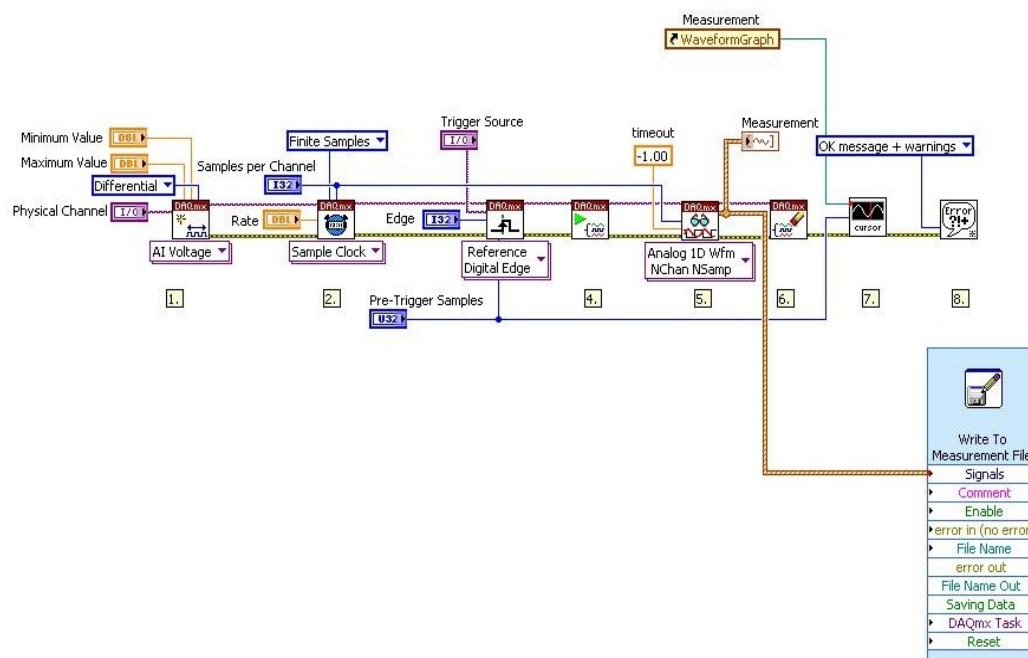 Measurement
WaveformGraph
Trigger Source
I/O
timeout
-1.00
Measurement
OK message + warnings
Minimum Value
DBL
Maximum Value
DBL
Differential
Physical Channel
I/O
Finite Samples
Samples per Channel
I32
Rate
DBL
Edge
I32
DAQmx
DAQmx
DAQmx
DAQmx
DAQmx
DAQmx
cursor
Error
?!+
AI Voltage
Sample Clock
Reference
Digital Edge
Analog 1D Wfm
NChan NSamp
1.
2.
4.
5.
6.
7.
8.
Pre-Trigger Samples
U32
Write To
Measurement File
Signals
Comment
Enable
error in (no error
File Name
error out
File Name Out
Saving Data
DAQmx Task
Reset